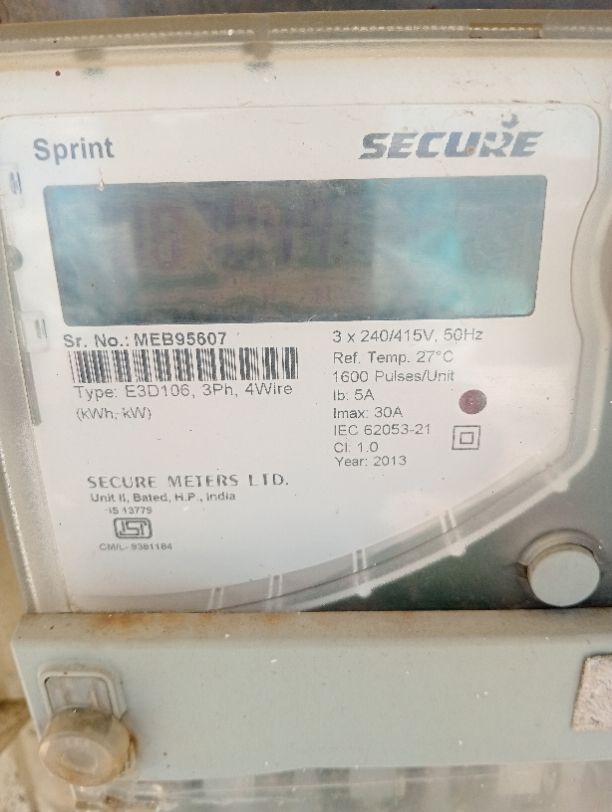 Sprint
SECURE
Sr. No.: MEB95607
Type: E3D106, 3Ph, 4Wire
(kWh, kW)
3 x 240/415V, 50Hz
Ref. Temp. 27°C
1600 Pulses/Unit
Ib: 5A
Imax: 30A
IEC 62053-21
Cl: 1.0
Year: 2013
SECURE METERS LTD.
Unit II, Bated, H.P., India
IS 13779
ISI
CM/L- 9381184